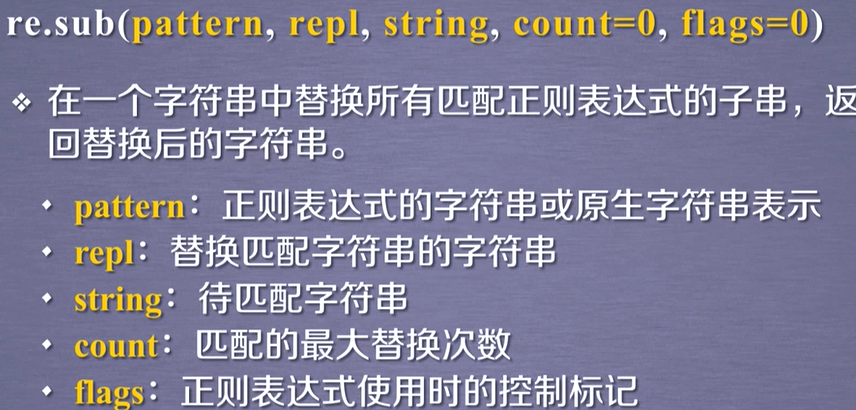 re.sub(pattern, repl, string, count=0, flags=0)
❖ 在一个字符串中替换所有匹配正则表达式的子串，返
回替换后的字符串。
• pattern：正则表达式的字符串或原生字符串表示
• repl：替换匹配字符串的字符串
• string：待匹配字符串
• count：匹配的最大替换次数
• flags：正则表达式使用时的控制标记